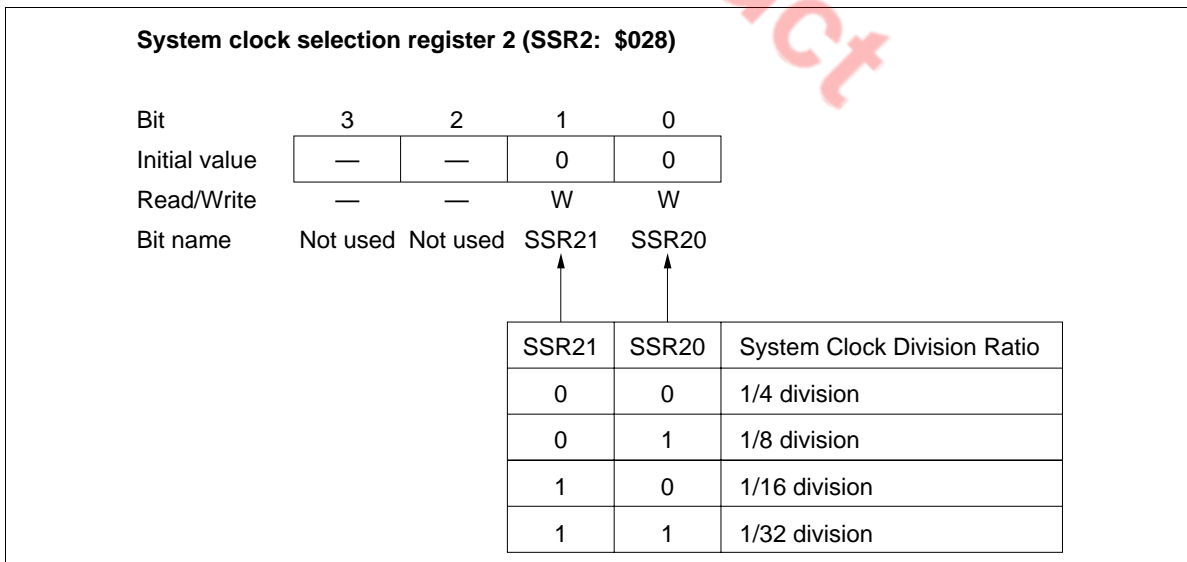 System clock selection register 2 (SSR2: $028)
Bit 3 2 1 0
Initial value — — 0 0
Read/Write — — W W
Bit name Not used Not used SSR21 SSR20
SSR21 SSR20 System Clock Division Ratio
0 0 1/4 division
0 1 1/8 division
1 0 1/16 division
1 1 1/32 division